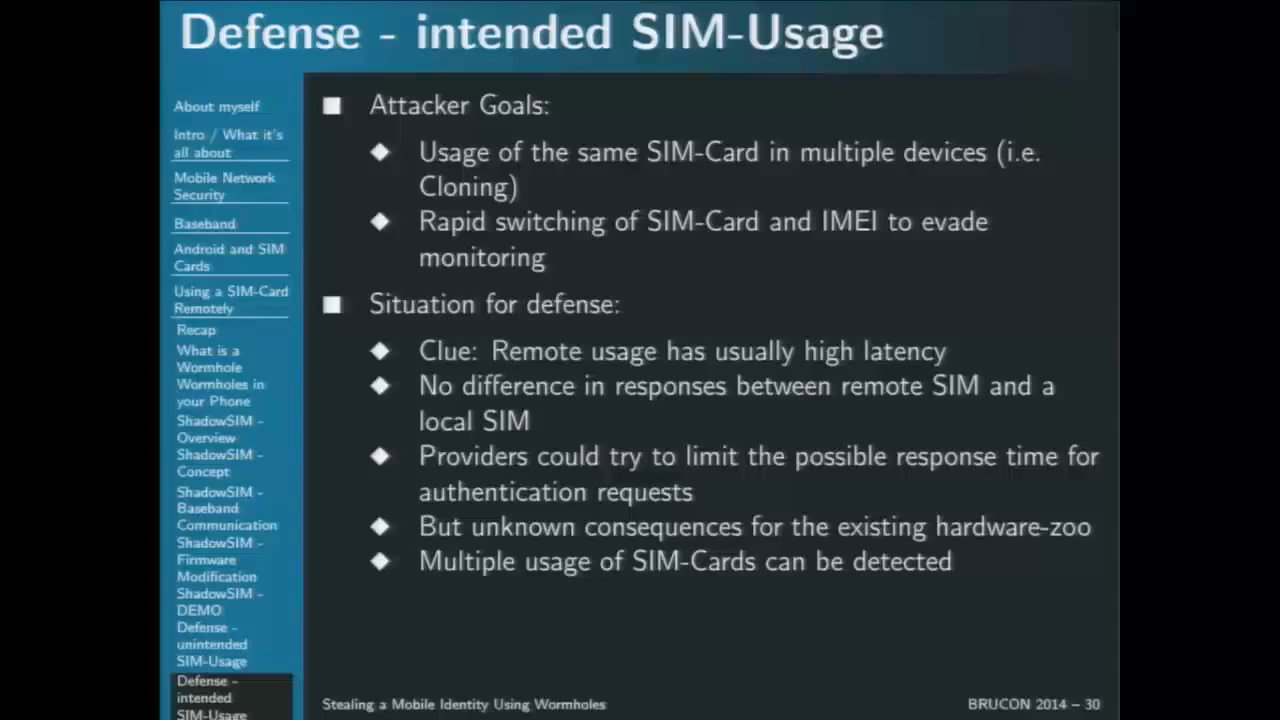 Defense - intended SIM-Usage
About myself
Intro / What it's
all about
Mobile Network
Security
Baseband
Android and SIM
Cards
Using a SIM-Card
Remotely
Recap
What is a
Wormhole
Wormholes in
your Phone
ShadowSIM -
Overview
ShadowSIM -
Concept
ShadowSIM -
Baseband
Communication
ShadowSIM -
Firmware
Modification
ShadowSIM -
DEMO
Defense -
unintended
SIM-Usage
Defense -
intended
SIM-Usage
Attacker Goals:
Usage of the same SIM-Card in multiple devices (i.e.
Cloning)
Rapid switching of SIM-Card and IMEI to evade
monitoring
Situation for defense:
Clue: Remote usage has usually high latency
No difference in responses between remote SIM and a
local SIM
Providers could try to limit the possible response time for
authentication requests
But unknown consequences for the existing hardware-zoo
Multiple usage of SIM-Cards can be detected
Stealing a Mobile Identity Using Wormholes
BRUCON 2014 – 30